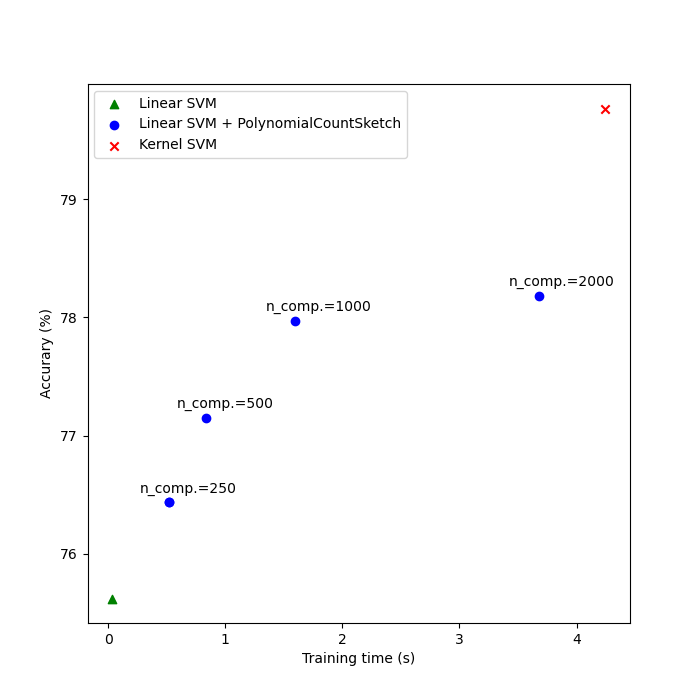 Linear SVM
Linear SVM + PolynomialCountSketch
Kernel SVM
79
n_comp.=2000
n_comp.=1000
78
Accurary (%)
n_comp.=500
77
n_comp.=250
76
0 1 2 3 4
Training time (s)